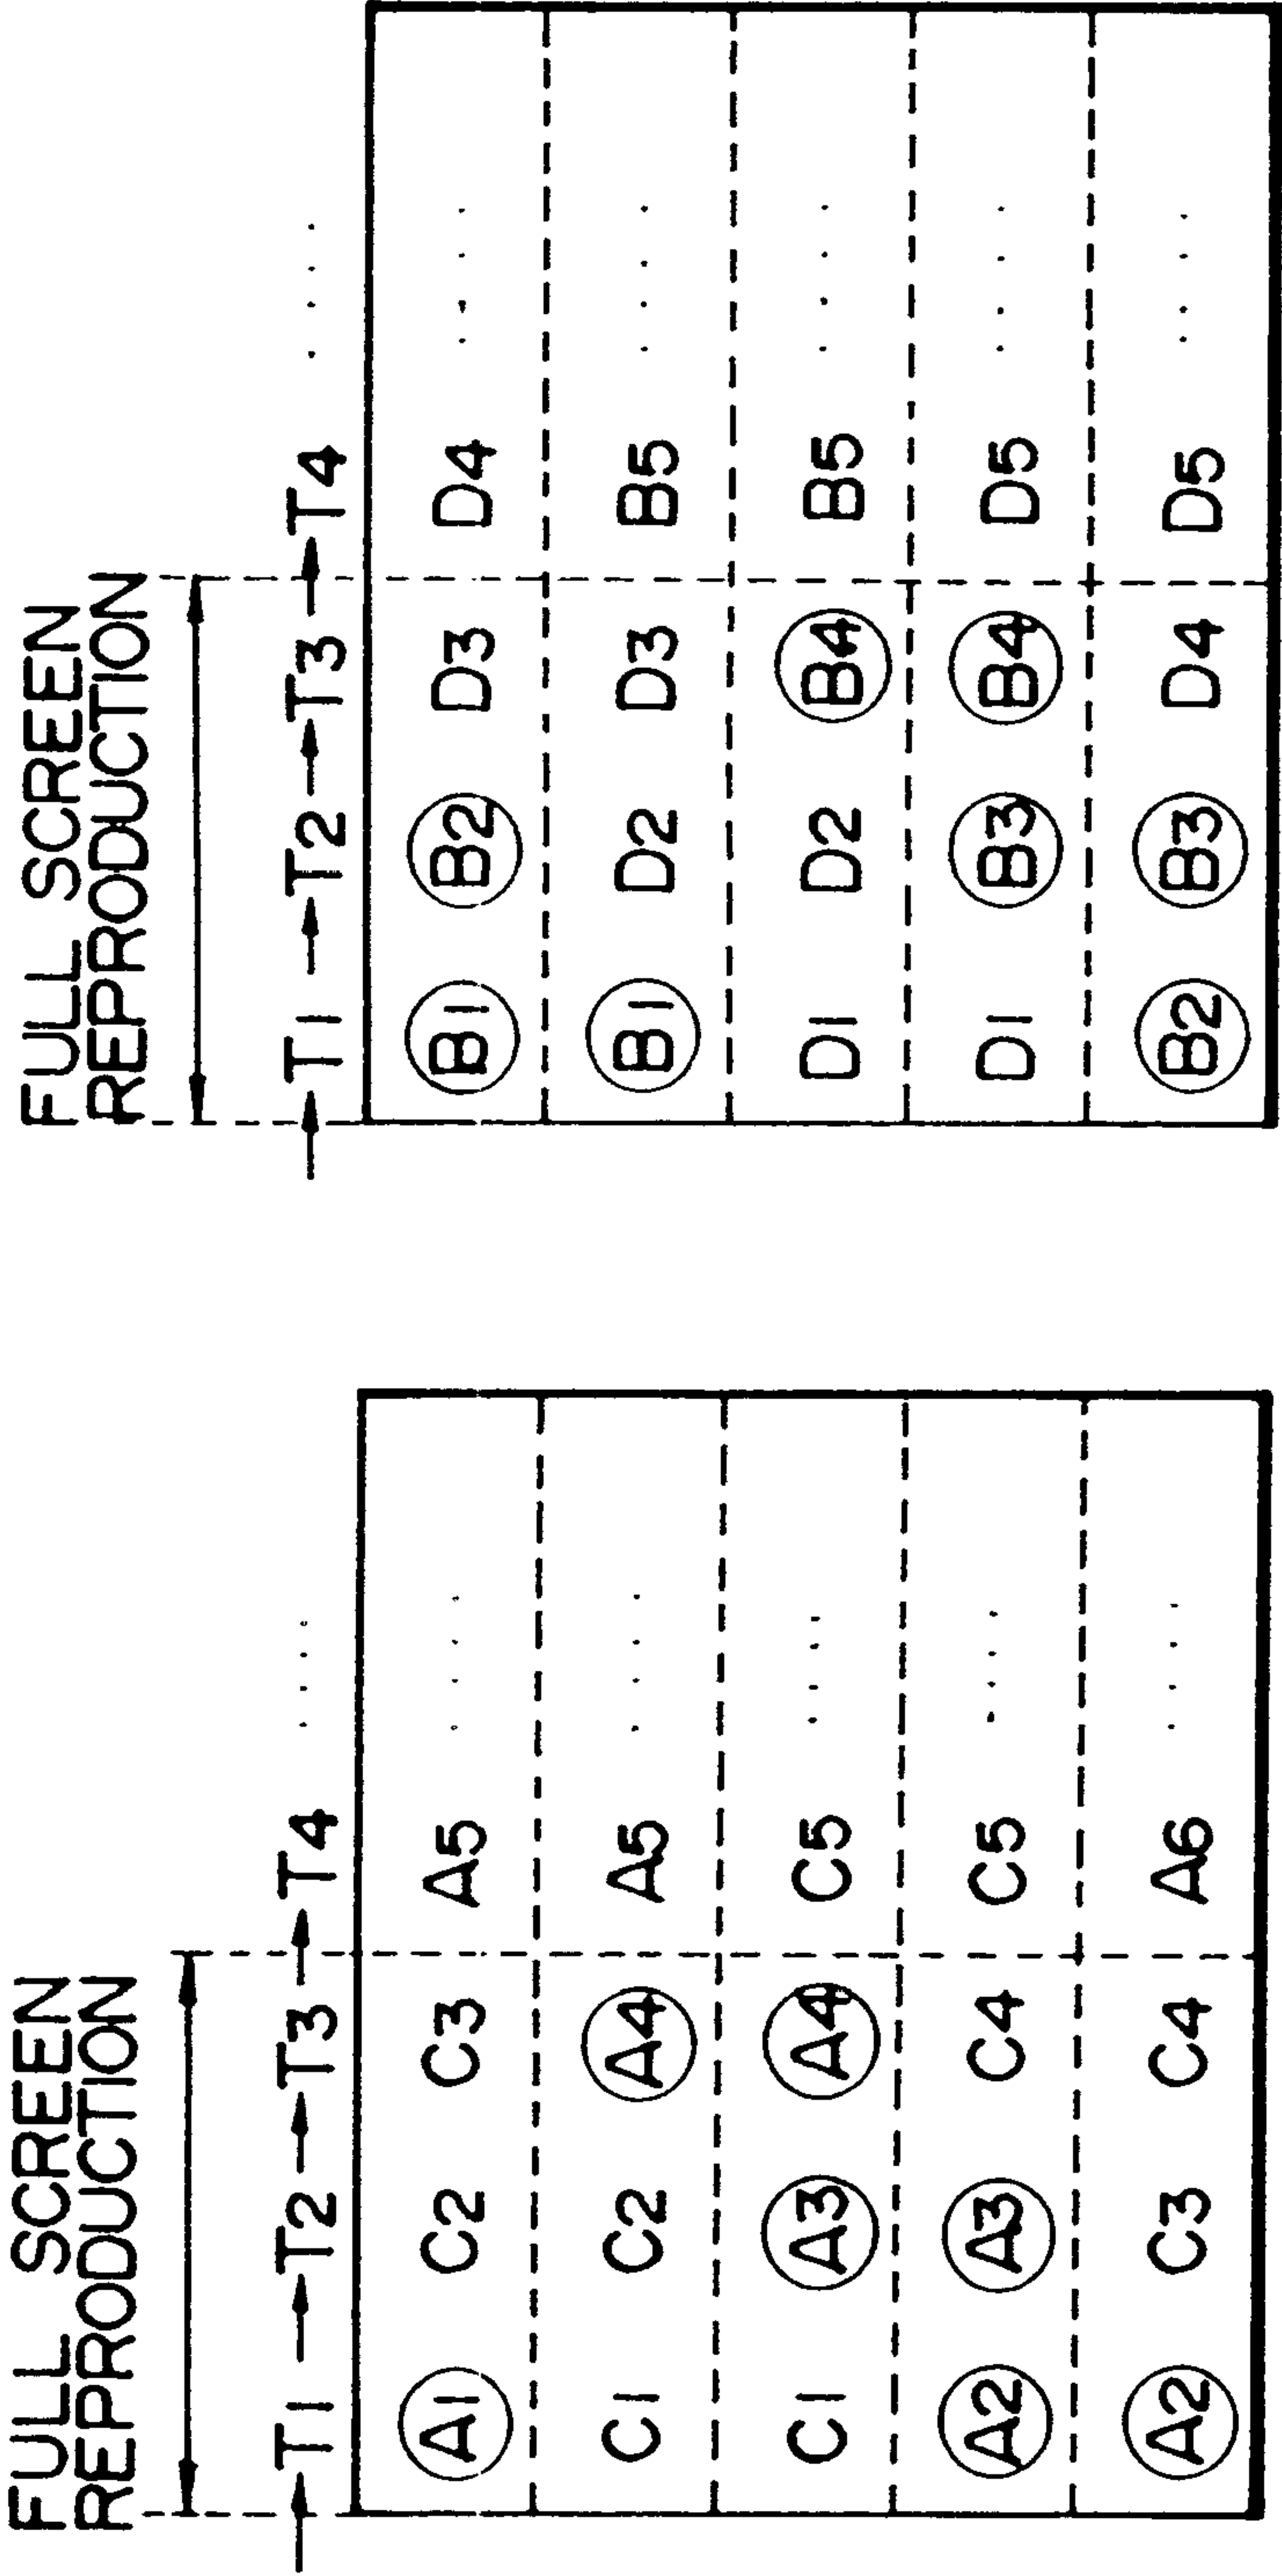 FULL SCREEN
REPRODUCTION
→T1→T2→T3→T4 ....
A1 C2 C3 A5 ....
C1 C2 A4 A5 ....
C1 A3 A4 C5 ....
A2 A3 C4 C5 ....
A2 C3 C4 A6 ....
FULL SCREEN
REPRODUCTION
→T1→T2→T3→T4 ....
B1 B2 D3 D4 ....
B1 D2 D3 B5 ....
D1 D2 B4 B5 ....
D1 B3 B4 D5 ....
B2 B3 D4 D5 ....